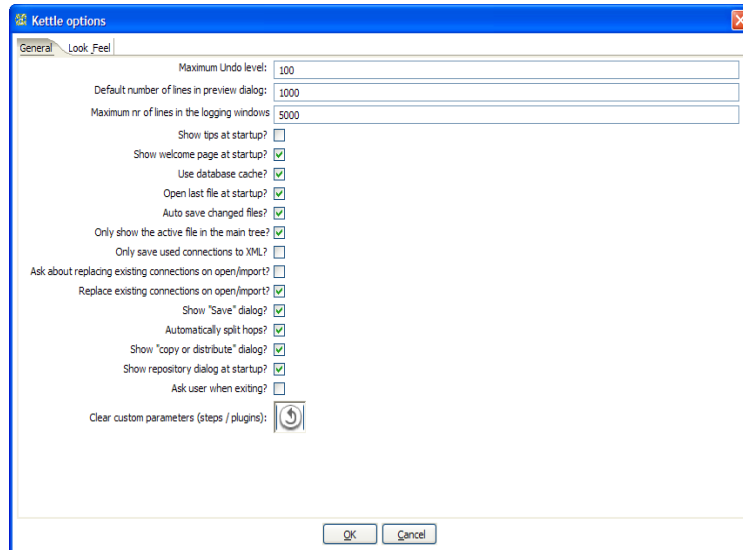 Kettle options
General Look Feel
Maximum Undo level: 100
Default number of lines in preview dialog: 1000
Maximum nr of lines in the logging windows 5000
Show tips at startup?
Show welcome page at startup?
Use database cache?
Open last file at startup?
Auto save changed files?
Only show the active file in the main tree?
Only save used connections to XML?
Ask about replacing existing connections on open/import?
Replace existing connections on open/import?
Show "Save" dialog?
Automatically split hops?
Show "copy or distribute" dialog?
Show repository dialog at startup?
Ask user when exiting?
Clear custom parameters (steps / plugins):
OK Cancel